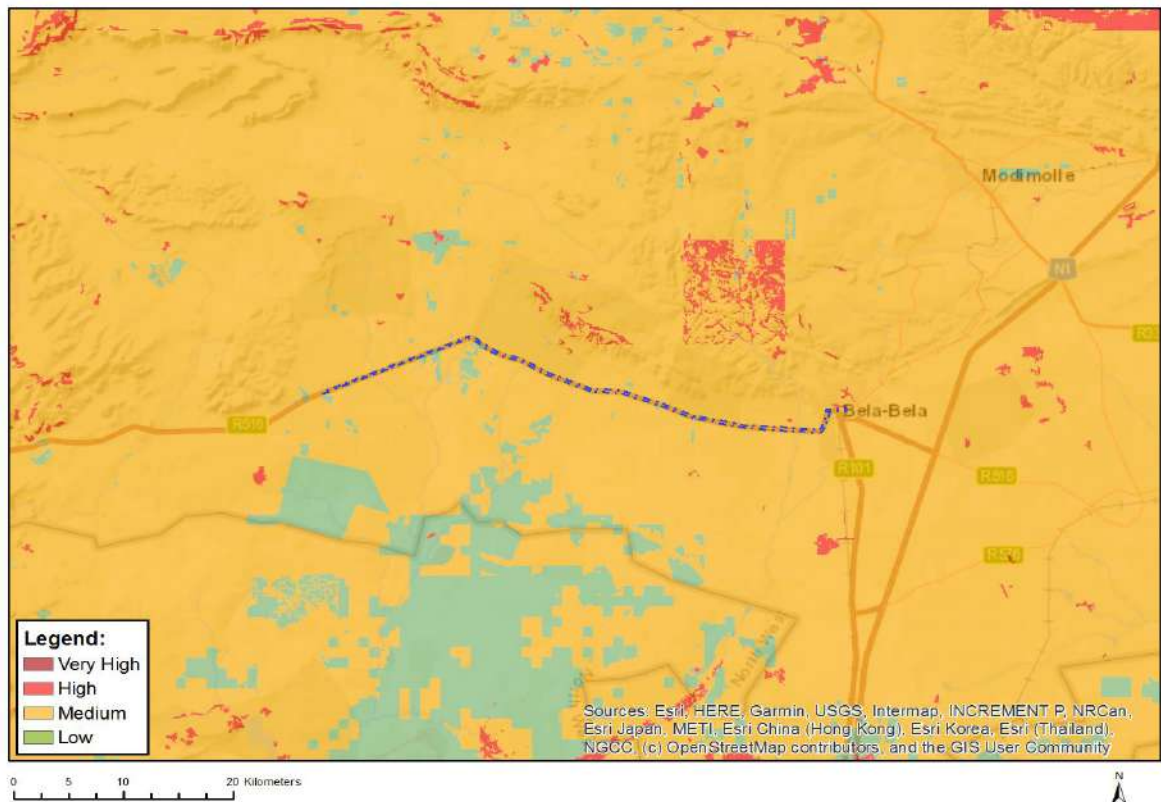 Modimolle
N1
R516
Bela-Bela
R101
R516
R516
North West
Legend:
Very High
High
Medium
Low
Sources: Esri, HERE, Garmin, USGS, Intermap, INCREMENT P, NRCan,
Esri Japan, METI, Esri China (Hong Kong), Esri Korea, Esri (Thailand),
NGCC, (c) OpenStreetMap contributors, and the GIS User Community
0 5 10 20 Kilometers
N